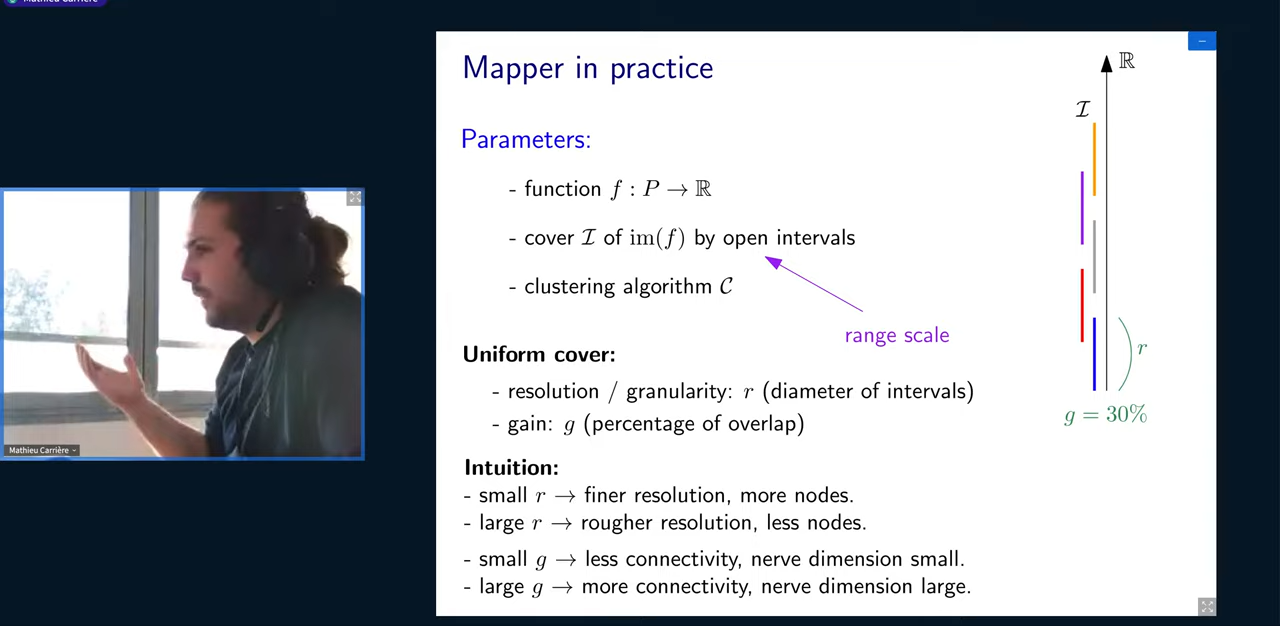 Mathieu Carrière
Mapper in practice
ℝ
ℐ
Parameters:
- function f : P → ℝ
- cover ℐ of im(f) by open intervals
- clustering algorithm 𝒞
range scale
r
g = 30%
Uniform cover:
- resolution / granularity: r (diameter of intervals)
- gain: g (percentage of overlap)
Intuition:
- small r → finer resolution, more nodes.
- large r → rougher resolution, less nodes.
- small g → less connectivity, nerve dimension small.
- large g → more connectivity, nerve dimension large.
Mathieu Carrière